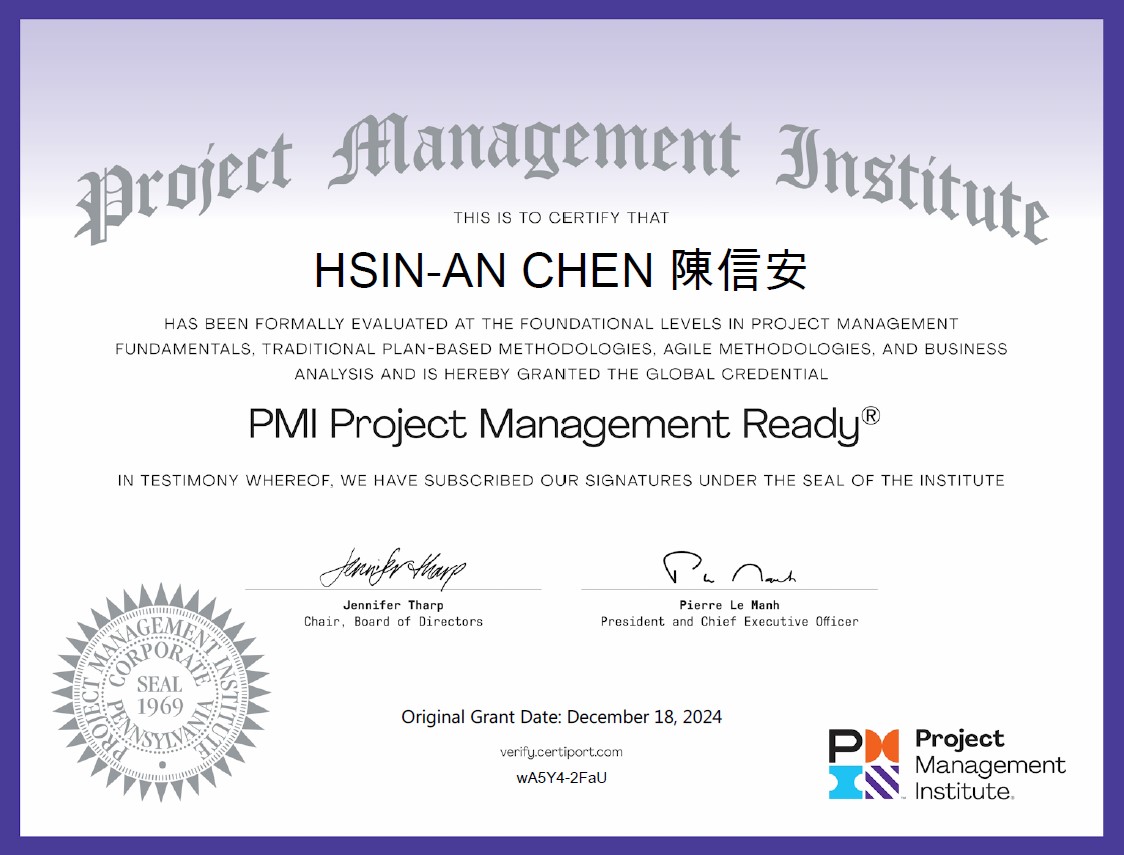 Project Management Institute
THIS IS TO CERTIFY THAT
HSIN-AN CHEN 陳信安
HAS BEEN FORMALLY EVALUATED AT THE FOUNDATIONAL LEVELS IN PROJECT MANAGEMENT
FUNDAMENTALS, TRADITIONAL PLAN-BASED METHODOLOGIES, AGILE METHODOLOGIES, AND BUSINESS
ANALYSIS AND IS HEREBY GRANTED THE GLOBAL CREDENTIAL
PMI Project Management Ready®
IN TESTIMONY WHEREOF, WE HAVE SUBSCRIBED OUR SIGNATURES UNDER THE SEAL OF THE INSTITUTE
Jennifer Tharp
Jennifer Tharp
Chair, Board of Directors
Pierre Le Manh
President and Chief Executive Officer
PROJECT MANAGEMENT INSTITUTE
CORPORATE
SEAL
1969
PENNSYLVANIA
Original Grant Date: December 18, 2024
verify.certiport.com
wA5Y4-2FaU
PMI
Project
Management
Institute.